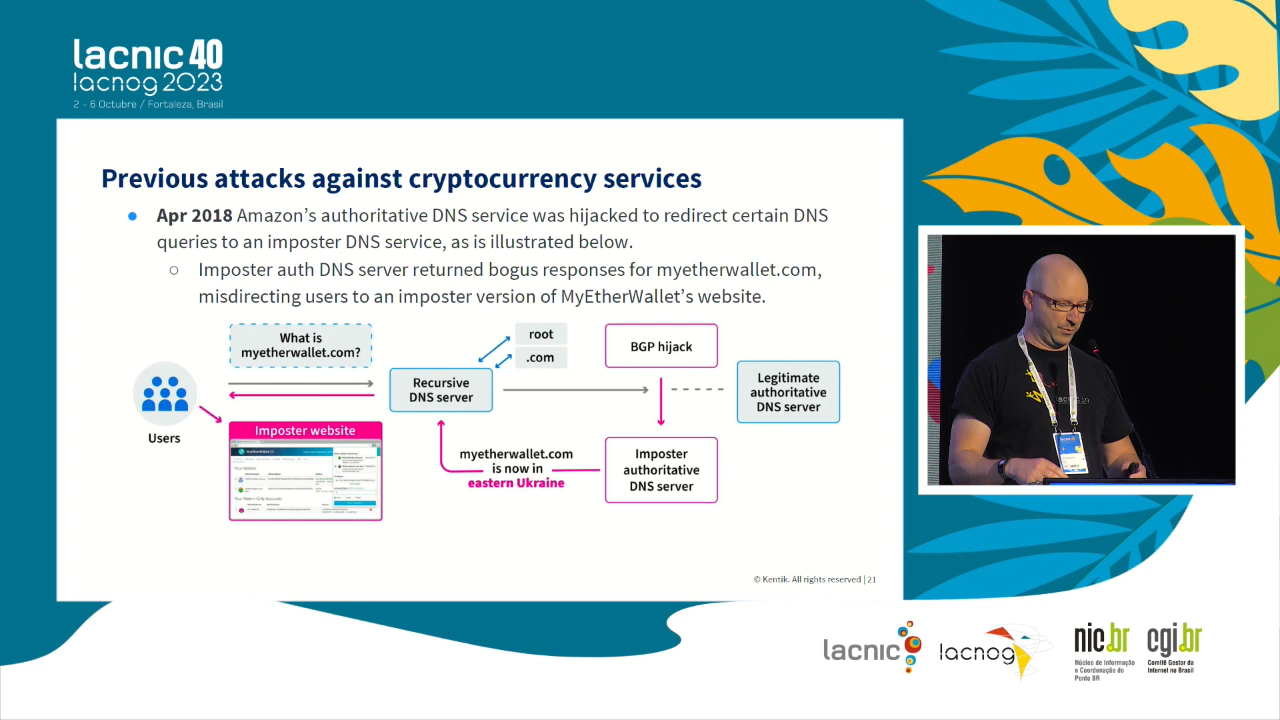 lacnic 40
lacnog 2023
2 - 6 Octubre / Fortaleza, Brasil
Previous attacks against cryptocurrency services
● Apr 2018 Amazon's authoritative DNS service was hijacked to redirect certain DNS
queries to an imposter DNS service, as is illustrated below.
○ Imposter auth DNS server returned bogus responses for myetherwallet.com,
misdirecting users to an imposter version of MyEtherWallet's website.
What is
myetherwallet.com?
root
.com
BGP hijack
Recursive
DNS server
Legitimate
authoritative
DNS server
Users
Imposter website
myetherwallet.com
is now in
eastern Ukraine
Imposter
authoritative
DNS server
© Kentik. All rights reserved | 21
lacnic
lacnog
nic.br
Núcleo de Informação
e Coordenação do
Ponto BR
cgi.br
Comitê Gestor da
Internet no Brasil